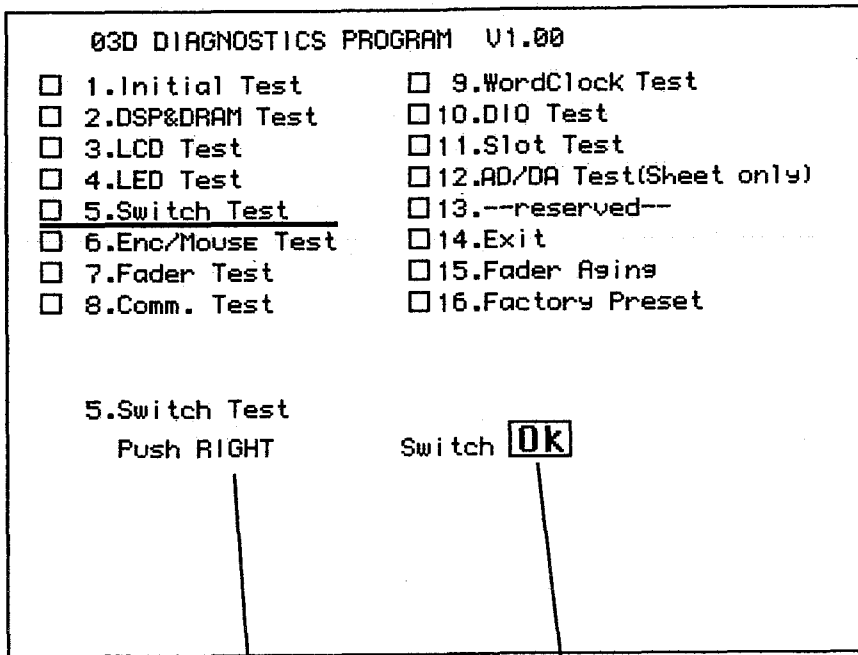 03D DIAGNOSTICS PROGRAM V1.00
1.Initial Test
2.DSP&DRAM Test
3.LCD Test
4.LED Test
5.Switch Test
6.Enc/Mouse Test
7.Fader Test
8.Comm. Test
9.WordClock Test
10.DIO Test
11.Slot Test
12.AD/DA Test(Sheet only)
13.--reserved--
14.Exit
15.Fader Aging
16.Factory Preset
5.Switch Test
Push RIGHT
Switch Ok